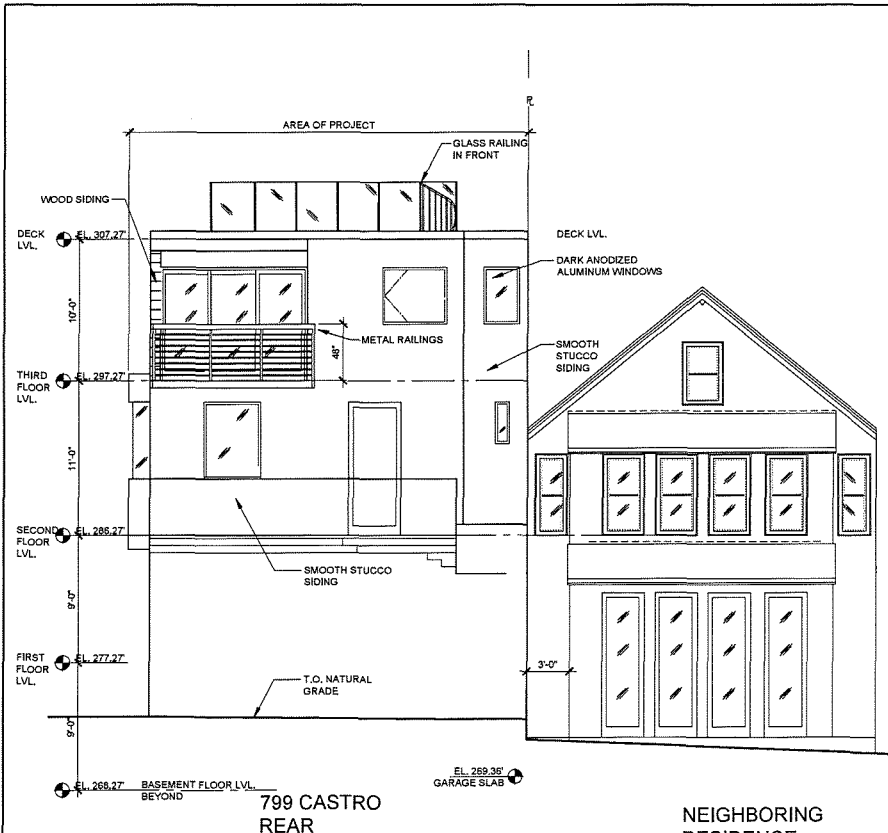 ℄
AREA OF PROJECT
GLASS RAILING
IN FRONT
WOOD SIDING
DECK
LVL.
EL. 307.27'
DECK LVL.
DARK ANODIZED
ALUMINUM WINDOWS
10'-0"
METAL RAILINGS
48"
SMOOTH
STUCCO
SIDING
THIRD
FLOOR
LVL.
EL. 297.27'
11'-0"
SECOND
FLOOR
LVL.
EL. 286.27'
SMOOTH STUCCO
SIDING
9'-0"
FIRST
FLOOR
LVL.
EL. 277.27'
T.O. NATURAL
GRADE
3'-0"
9'-0"
EL. 269.36'
GARAGE SLAB
EL. 268.27'
BASEMENT FLOOR LVL.
BEYOND
799 CASTRO
REAR
NEIGHBORING
RESIDENCE